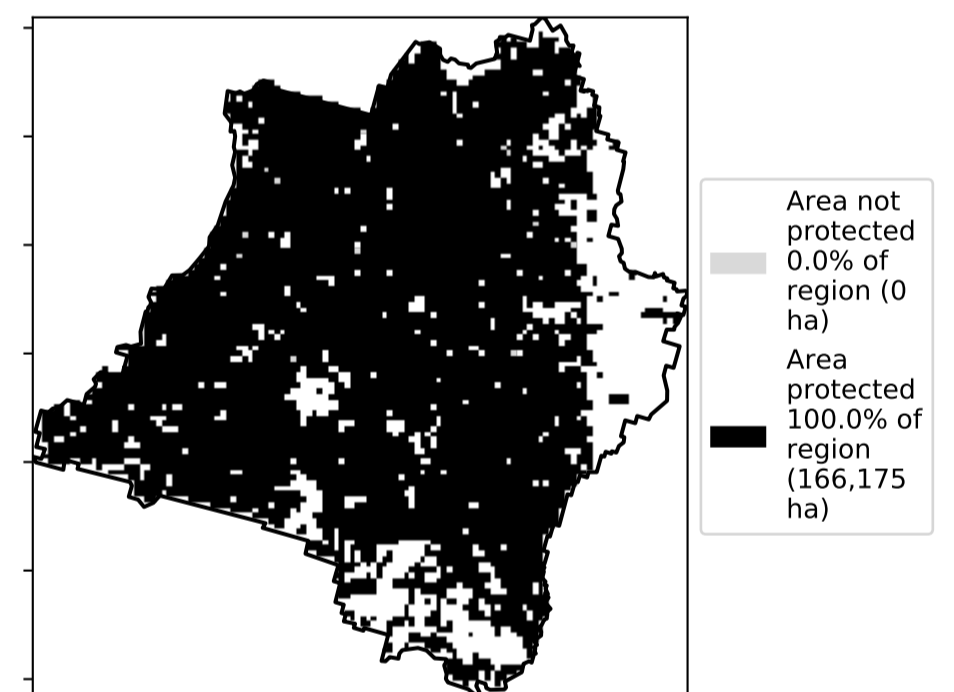 Area not
protected
0.0% of
region (0
ha)
Area
protected
100.0% of
region
(166,175
ha)